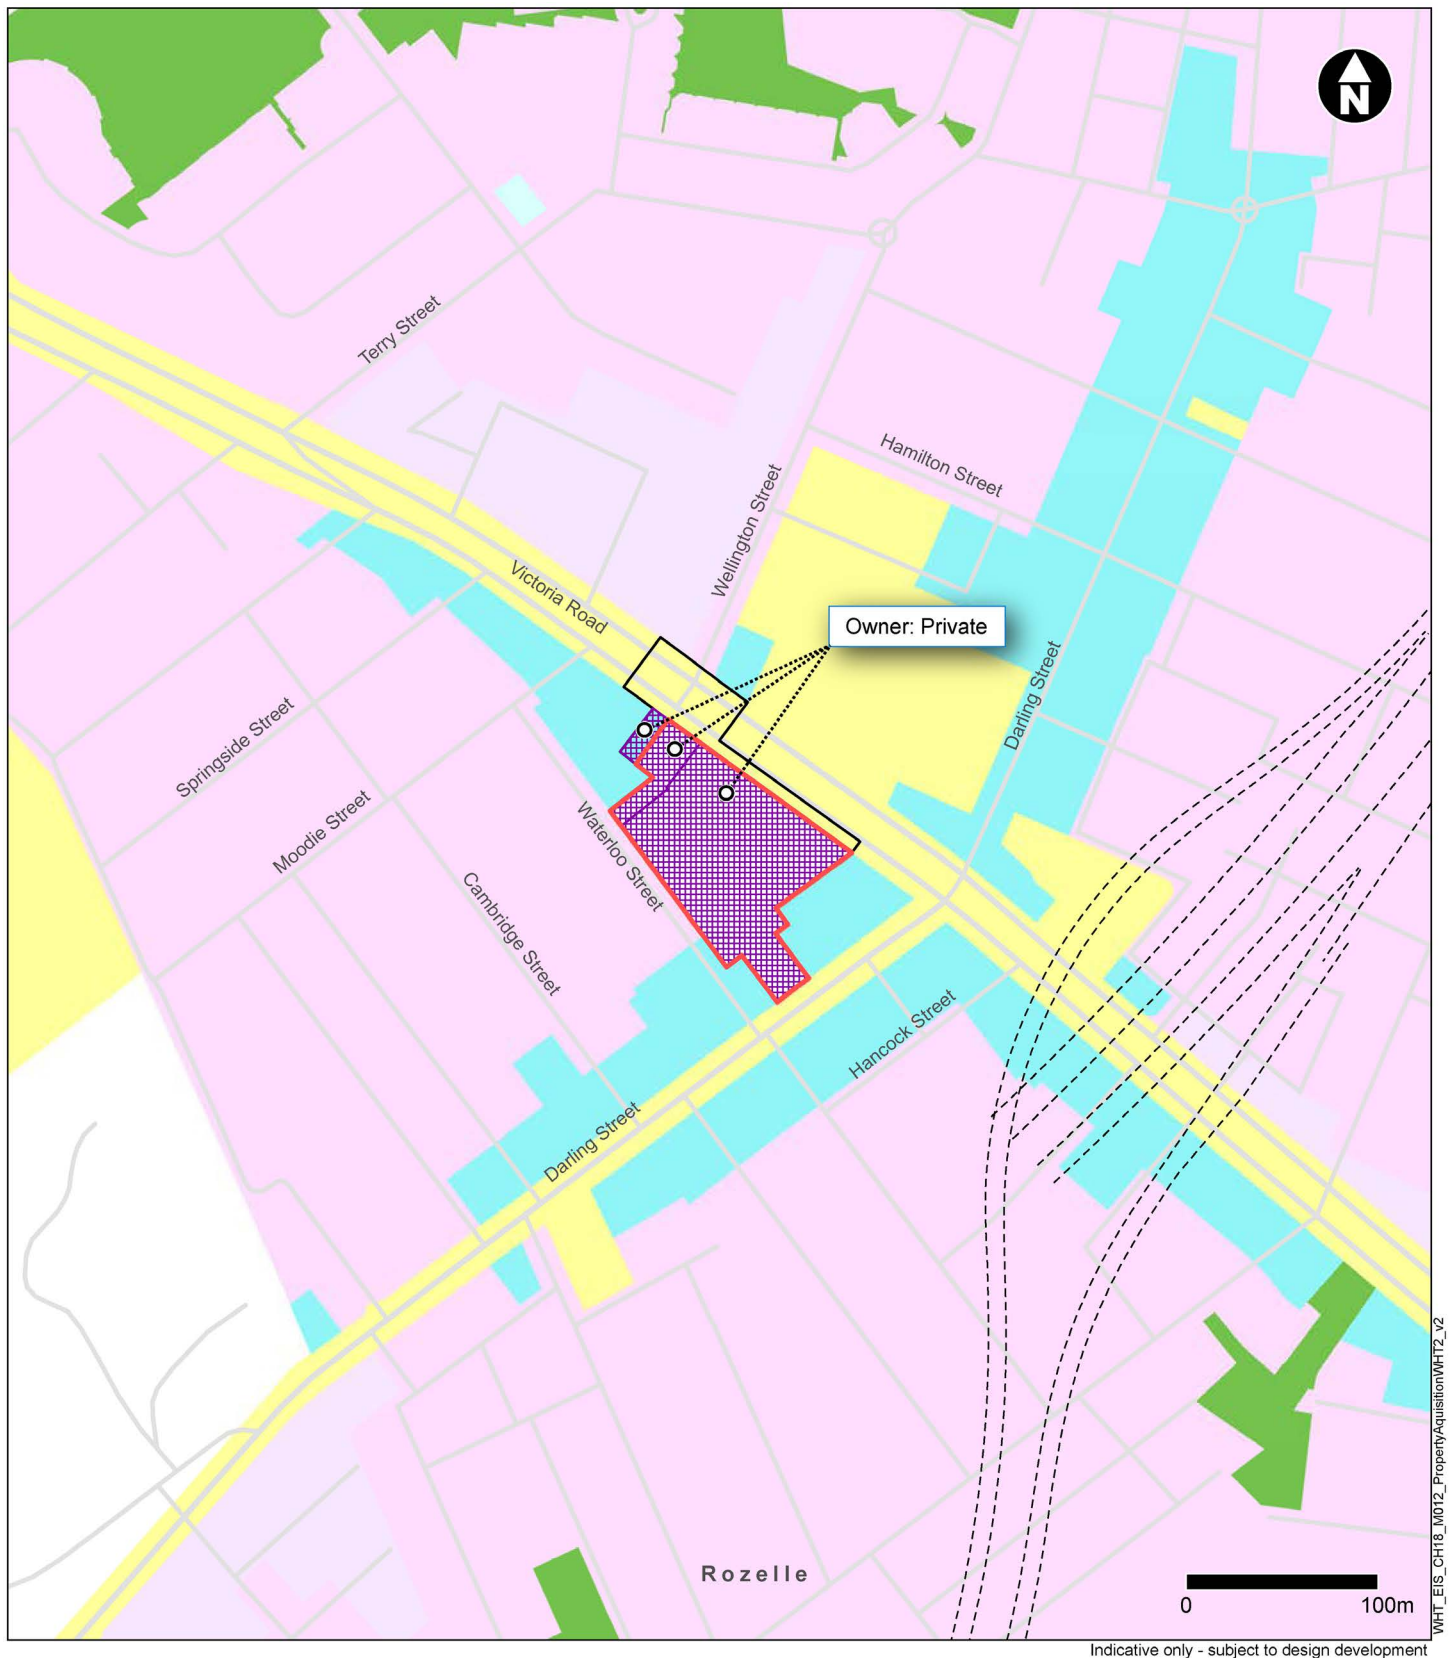 N
Terry Street
Hamilton Street
Wellington Street
Victoria Road
Owner: Private
Darling Street
Springside Street
Moodie Street
Waterloo Street
Cambridge Street
Hancock Street
Darling Street
Rozelle
0 100m
WHT_EIS_CH18_M012_PropertyAquisitionWHT2_v2
Indicative only - subject to design development